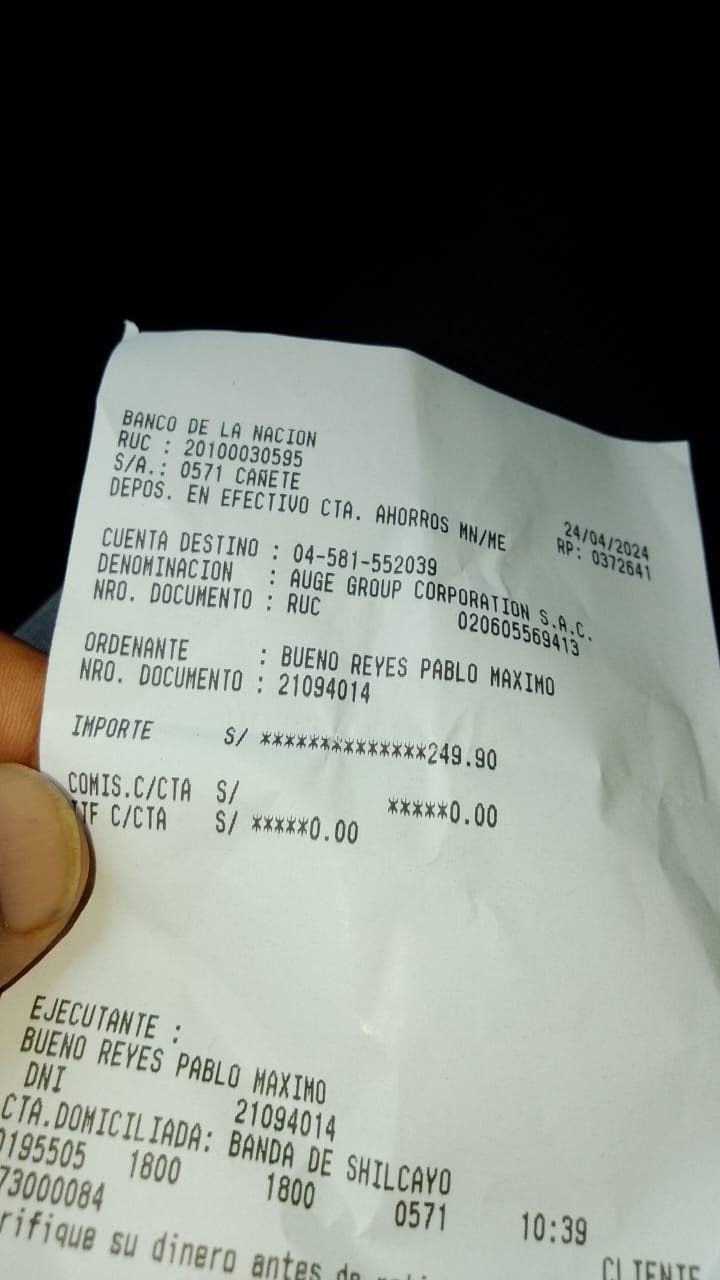 BANCO DE LA NACION
RUC : 20100030595
S/A.: 0571 CAÑETE
DEPOS. EN EFECTIVO CTA. AHORROS MN/ME
24/04/2024
RP: 0372641
CUENTA DESTINO : 04-581-552039
DENOMINACION : AUGE GROUP CORPORATION S.A.C.
NRO. DOCUMENTO : RUC 020605569413
ORDENANTE : BUENO REYES PABLO MAXIMO
NRO. DOCUMENTO : 21094014
IMPORTE S/ **************249.90
COMIS.C/CTA S/ *****0.00
ITF C/CTA S/ *****0.00
EJECUTANTE :
BUENO REYES PABLO MAXIMO
DNI 21094014
CTA.DOMICILIADA: BANDA DE SHILCAYO
0195505 1800 1800 0571 10:39
73000084 CLIENTE
rifique su dinero antes de